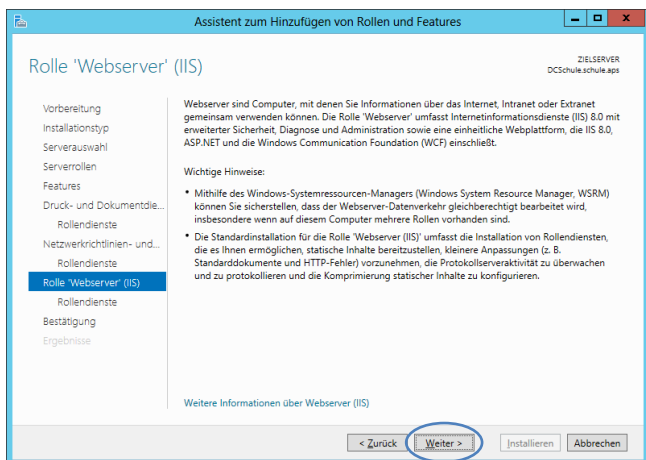 Assistent zum Hinzufügen von Rollen und Features
Rolle 'Webserver' (IIS)
ZIELSERVER
DCSchule.schule.aps
Vorbereitung
Installationstyp
Serverauswahl
Serverrollen
Features
Druck- und Dokumentdie...
Rollendienste
Netzwerkrichtlinien- und...
Rollendienste
Rolle 'Webserver' (IIS)
Rollendienste
Bestätigung
Ergebnisse
Webserver sind Computer, mit denen Sie Informationen über das Internet, Intranet oder Extranet
gemeinsam verwenden können. Die Rolle 'Webserver' umfasst Internetinformationsdienste (IIS) 8.0 mit
erweiterter Sicherheit, Diagnose und Administration sowie eine einheitliche Webplattform, die IIS 8.0,
ASP.NET und die Windows Communication Foundation (WCF) einschließt.
Wichtige Hinweise:
• Mithilfe des Windows-Systemressourcen-Managers (Windows System Resource Manager, WSRM)
können Sie sicherstellen, dass der Webserver-Datenverkehr gleichberechtigt bearbeitet wird,
insbesondere wenn auf diesem Computer mehrere Rollen vorhanden sind.
• Die Standardinstallation für die Rolle 'Webserver (IIS)' umfasst die Installation von Rollendiensten,
die es Ihnen ermöglichen, statische Inhalte bereitzustellen, kleinere Anpassungen (z. B.
Standarddokumente und HTTP-Fehler) vorzunehmen, die Protokollserveraktivität zu überwachen
und zu protokollieren und die Komprimierung statischer Inhalte zu konfigurieren.
Weitere Informationen über Webserver (IIS)
< Zurück Weiter > Installieren Abbrechen